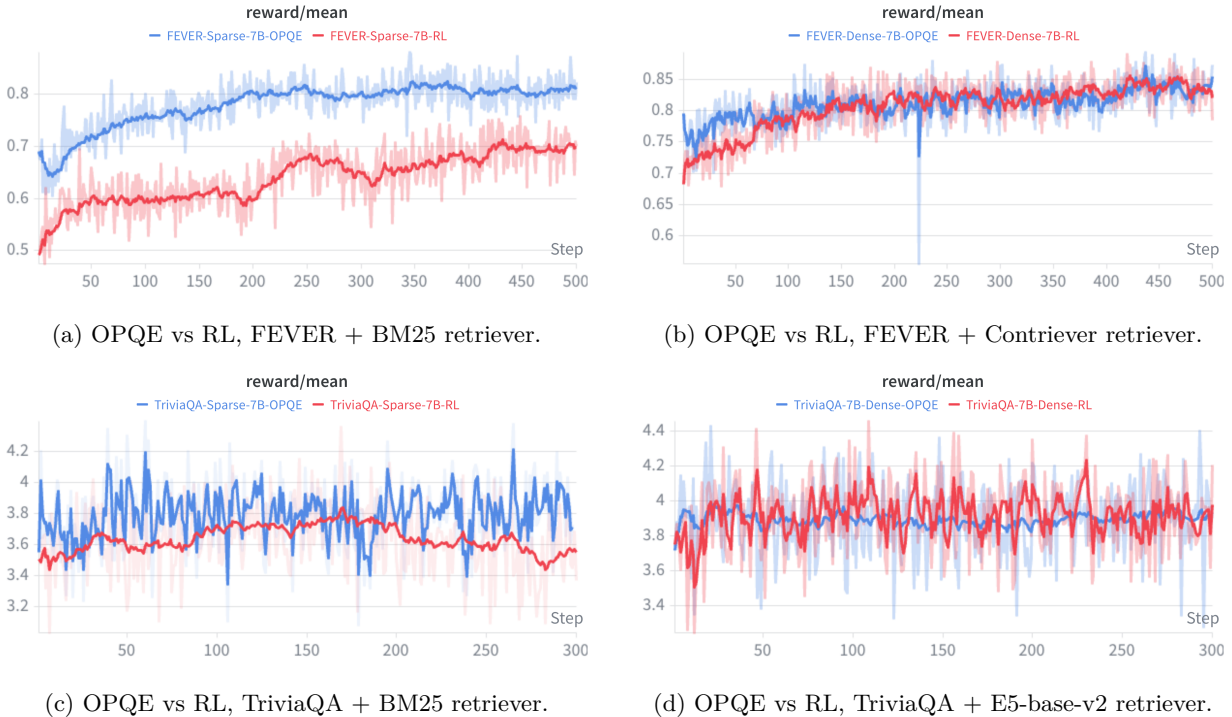 reward/mean
FEVER-Sparse-7B-OPQE FEVER-Sparse-7B-RL
0.8
0.7
0.6
0.5
Step
50 100 150 200 250 300 350 400 450 500
(a) OPQE vs RL, FEVER + BM25 retriever.
reward/mean
FEVER-Dense-7B-OPQE FEVER-Dense-7B-RL
0.85
0.8
0.75
0.7
0.65
0.6
Step
50 100 150 200 250 300 350 400 450 500
(b) OPQE vs RL, FEVER + Contriever retriever.
reward/mean
TriviaQA-Sparse-7B-OPQE TriviaQA-Sparse-7B-RL
4.2
4
3.8
3.6
3.4
3.2
Step
50 100 150 200 250 300
(c) OPQE vs RL, TriviaQA + BM25 retriever.
reward/mean
TriviaQA-7B-Dense-OPQE TriviaQA-7B-Dense-RL
4.4
4.2
4
3.8
3.6
3.4
Step
50 100 150 200 250 300
(d) OPQE vs RL, TriviaQA + E5-base-v2 retriever.